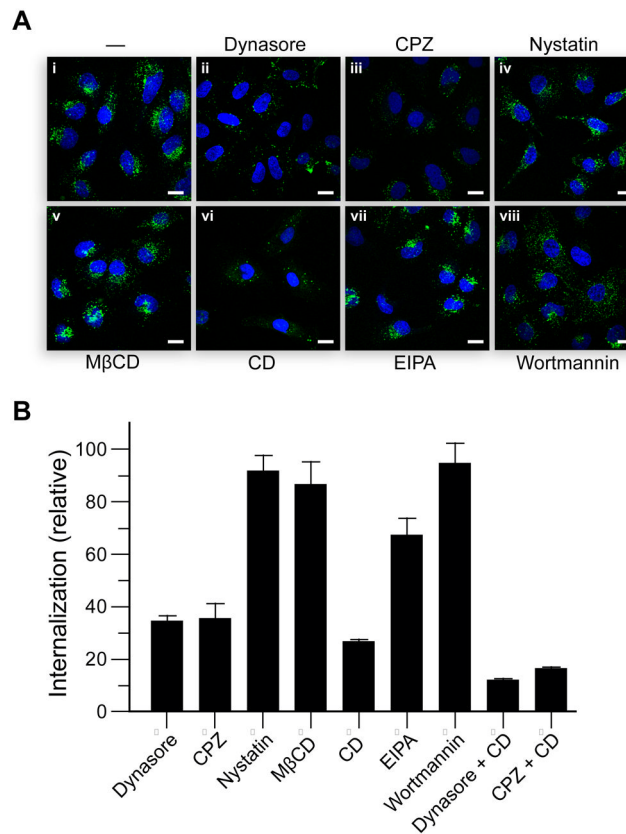 A
— Dynasore CPZ Nystatin
i ii iii iv
v vi vii viii
MβCD CD EIPA Wortmannin
B
Internalization (relative)
100
80
60
40
20
0
Dynasore
CPZ
Nystatin
MβCD
CD
EIPA
Wortmannin
Dynasore + CD
CPZ + CD